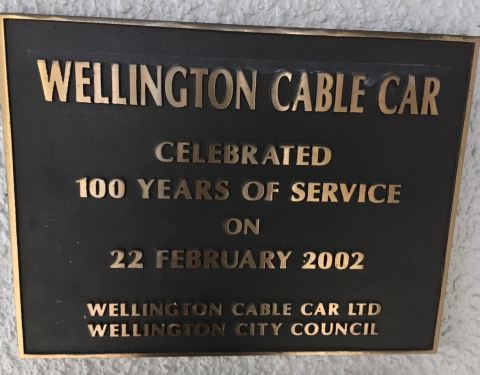 WELLINGTON CABLE CAR
CELEBRATED
100 YEARS OF SERVICE
ON
22 FEBRUARY 2002
WELLINGTON CABLE CAR LTD
WELLINGTON CITY COUNCIL